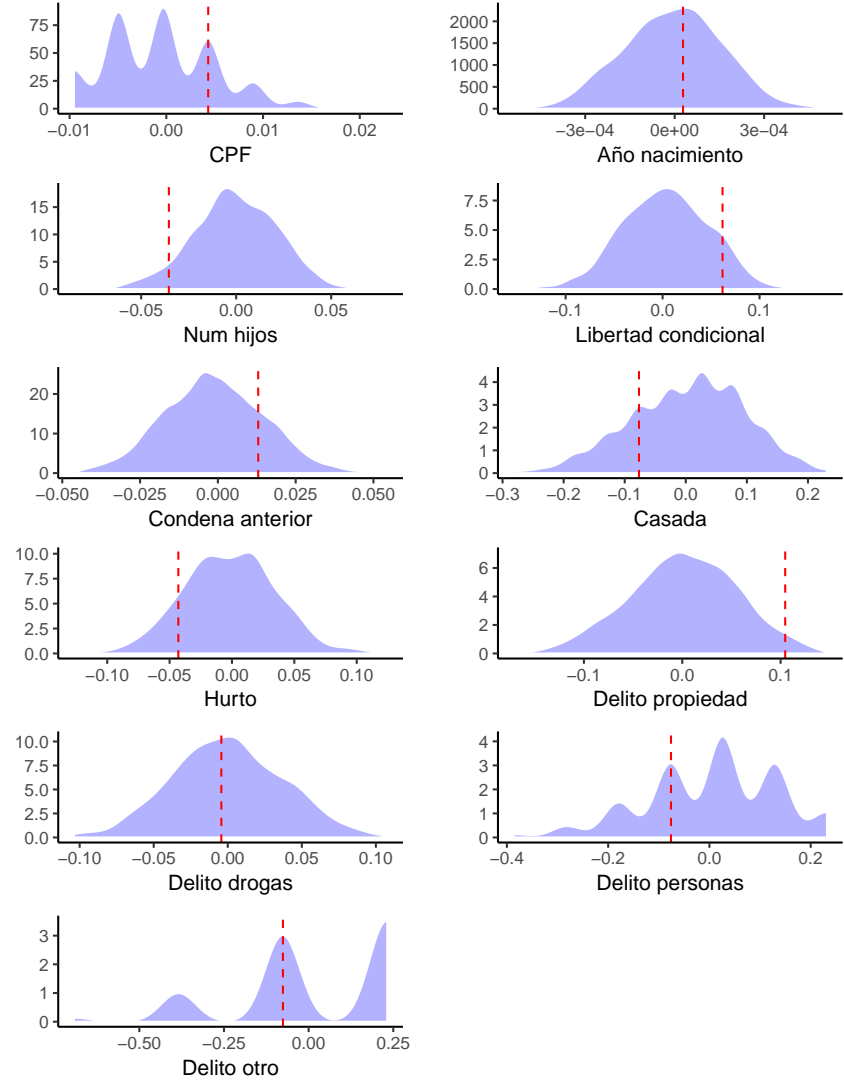 75
50
25
0
−0.01 0.00 0.01 0.02
CPF
2000
1500
1000
500
0
−3e−04 0e+00 3e−04
Año nacimiento
15
10
5
0
−0.05 0.00 0.05
Num hijos
7.5
5.0
2.5
0.0
−0.1 0.0 0.1
Libertad condicional
20
10
0
−0.050 −0.025 0.000 0.025 0.050
Condena anterior
4
3
2
1
0
−0.3 −0.2 −0.1 0.0 0.1 0.2
Casada
10.0
7.5
5.0
2.5
0.0
−0.10 −0.05 0.00 0.05 0.10
Hurto
6
4
2
0
−0.1 0.0 0.1
Delito propiedad
10.0
7.5
5.0
2.5
0.0
−0.10 −0.05 0.00 0.05 0.10
Delito drogas
4
3
2
1
0
−0.4 −0.2 0.0 0.2
Delito personas
3
2
1
0
−0.50 −0.25 0.00 0.25
Delito otro